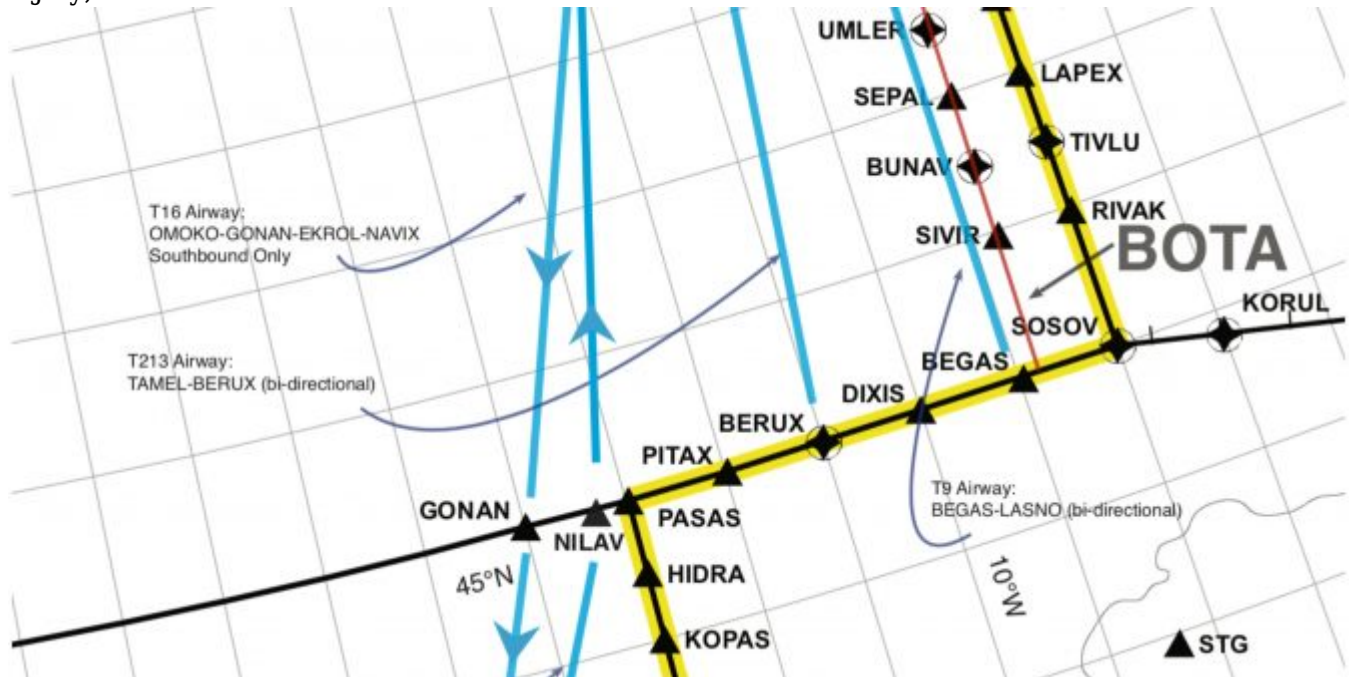 UMLER
LAPEX
SEPAL
TIVLU
BUNAV
T16 Airway:
OMOKO-GONAN-EKROL-NAVIX
Southbound Only
RIVAK
SIVIR
BOTA
KORUL
SOSOV
T213 Airway:
TAMEL-BERUX (bi-directional)
BEGAS
DIXIS
BERUX
PITAX
T9 Airway:
BEGAS-LASNO (bi-directional)
GONAN
PASAS
NILAV
45°N
HIDRA
10°W
KOPAS
STG